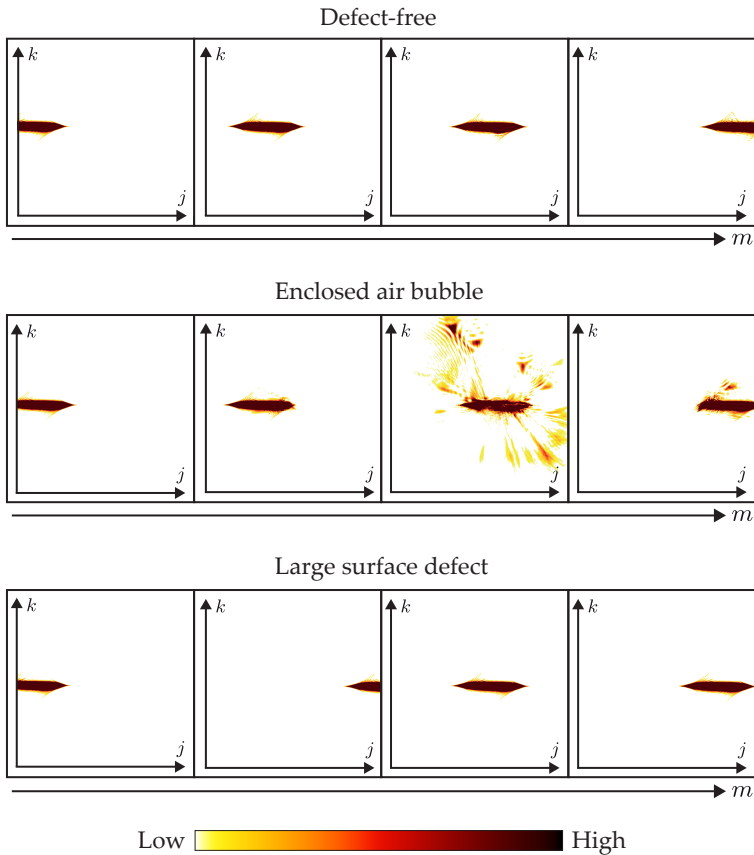 Defect-free
k k k k
j j j j
m
Enclosed air bubble
k k k k
j j j j
m
Large surface defect
k k k k
j j j j
m
Low High